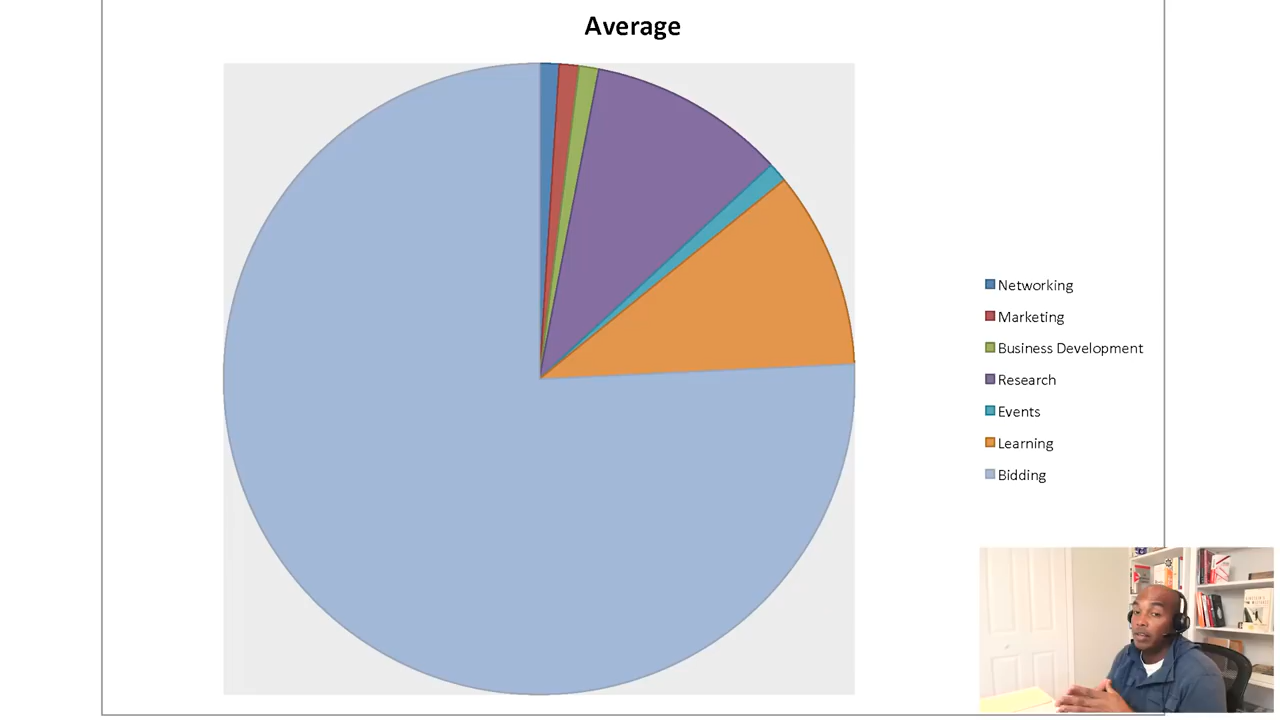 Average
Networking
Marketing
Business Development
Research
Events
Learning
Bidding